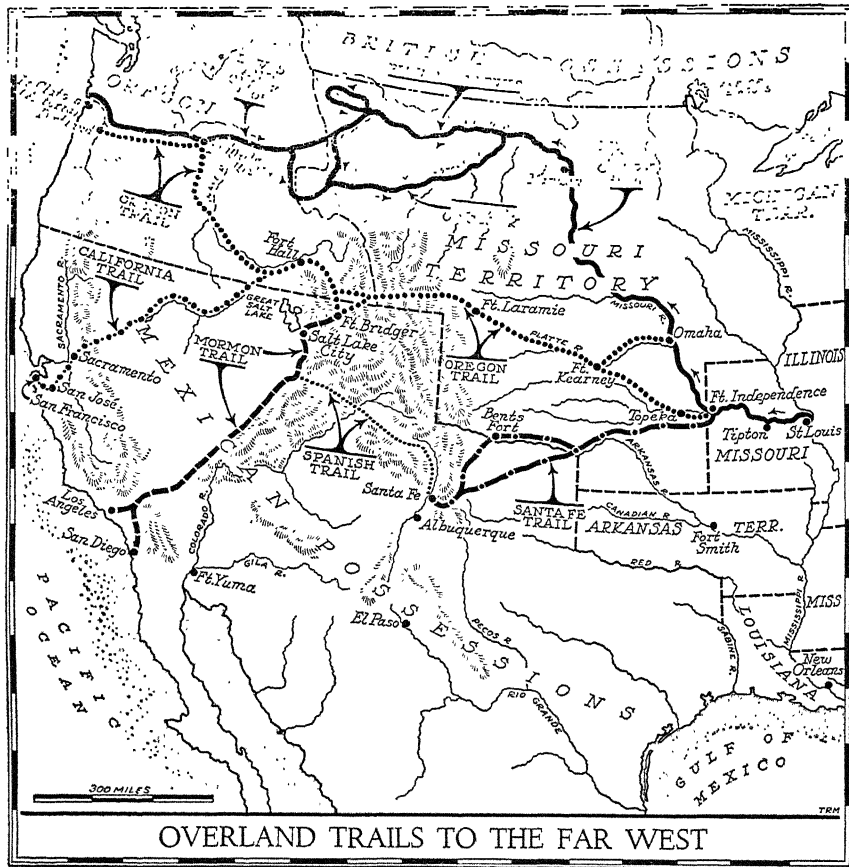 BRITISH
OREGON
OREGON
TRAIL
MICHIGAN
TERR.
MISSISSIPPI R.
MISSOURI
TERRITORY
Fort
Hall
CALIFORNIA
TRAIL
SACRAMENTO R.
GREAT
SALT
LAKE
Ft. Laramie
MISSOURI R.
Ft. Bridger
Salt Lake
City
PLATTE R.
Omaha
MORMON
TRAIL
OREGON
TRAIL
ILLINOIS
Sacramento
Ft.
Kearney
Ft. Independence
San José
San Francisco
Bents
Fort
Topeka
Tipton
St. Louis
MISSOURI
SPANISH
TRAIL
ARKANSAS R.
Santa Fe
SANTA FE
TRAIL
CANADIAN R.
ARKANSAS TERR.
Los
Angeles
Albuquerque
Fort
Smith
San Diego
COLORADO R.
GILA R.
RED R.
Ft. Yuma
MEXICAN POSSESSIONS
MISS
El Paso
PECOS R.
SABINE R.
LOUISIANA
MISSISSIPPI R.
PACIFIC
OCEAN
New
Orleans
RIO GRANDE
GULF OF
MEXICO
300 MILES
TRM
OVERLAND TRAILS TO THE FAR WEST